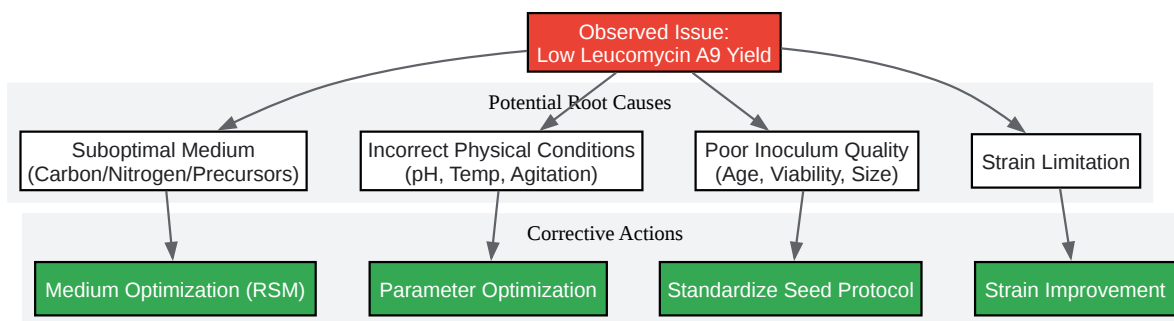 Observed Issue:
Low Leucomycin A9 Yield
Potential Root Causes
Suboptimal Medium
(Carbon/Nitrogen/Precursors)
Incorrect Physical Conditions
(pH, Temp, Agitation)
Poor Inoculum Quality
(Age, Viability, Size)
Strain Limitation
Corrective Actions
Medium Optimization (RSM)
Parameter Optimization
Standardize Seed Protocol
Strain Improvement